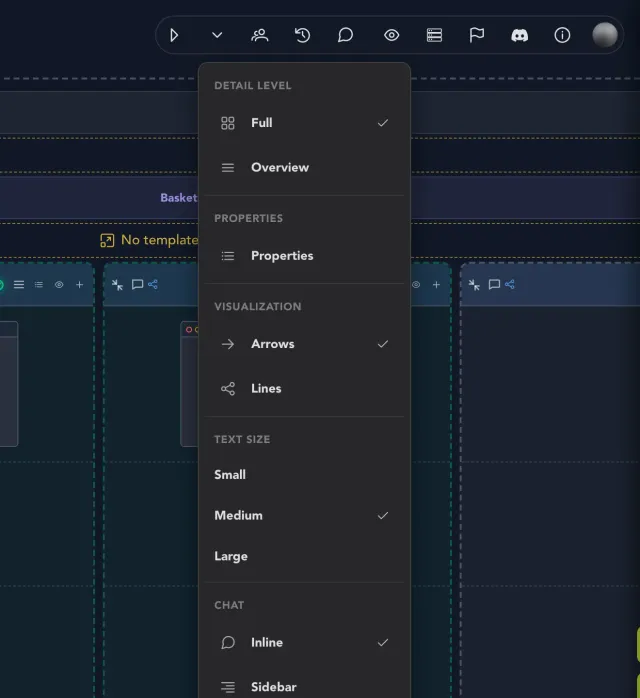 DETAIL LEVEL
Full
Overview
Basket
PROPERTIES
No template
Properties
VISUALIZATION
Arrows
Lines
TEXT SIZE
Small
Medium
Large
CHAT
Inline
Sidebar